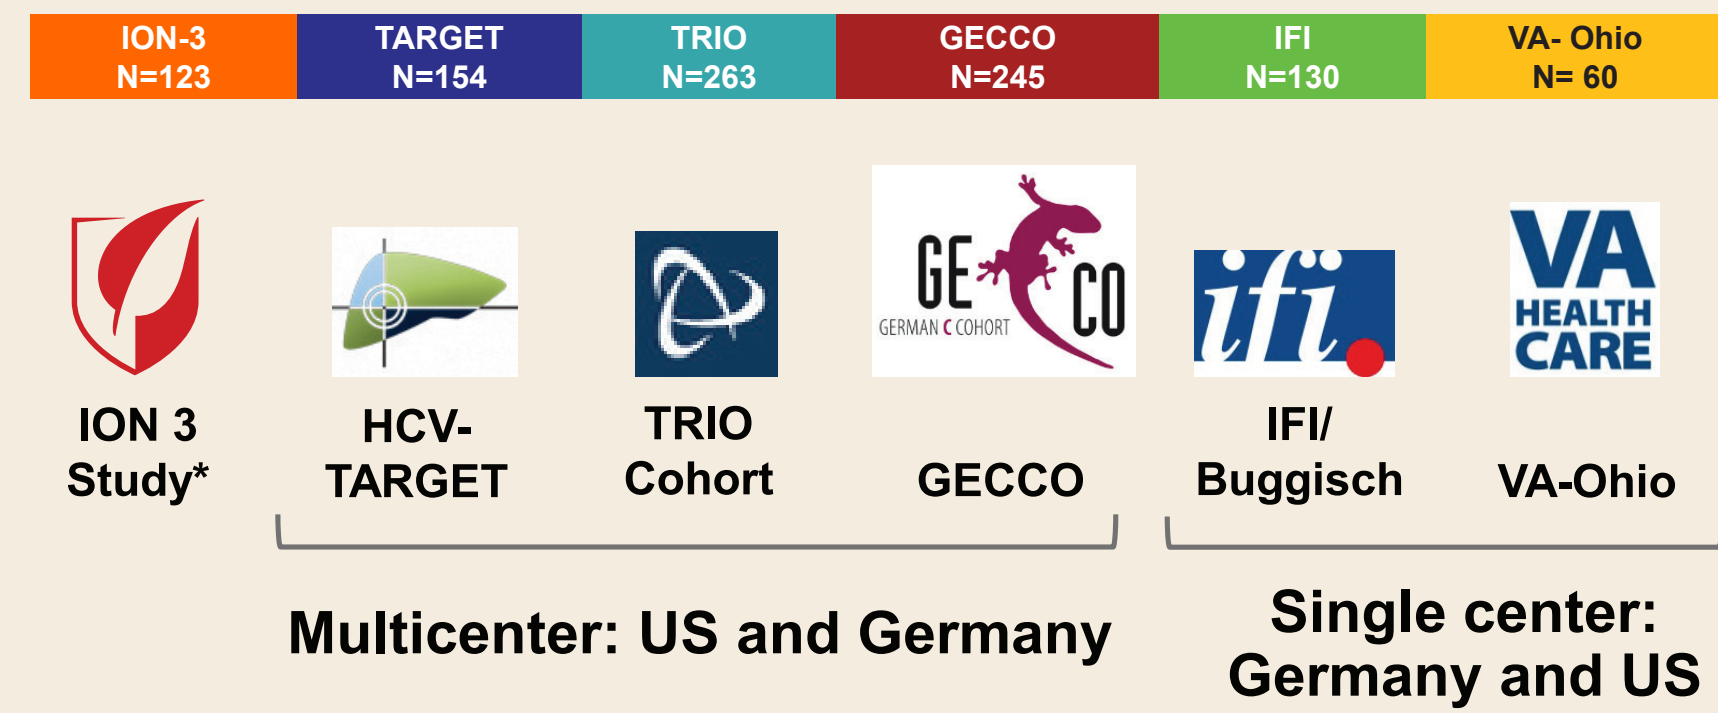 ION-3
N=123
TARGET
N=154
TRIO
N=263
GECCO
N=245
IFI
N=130
VA- Ohio
N= 60
GE CO
GERMAN C COHORT
ifi.
VA
HEALTH
CARE
ION 3
Study*
HCV-
TARGET
TRIO
Cohort
GECCO
IFI/
Buggisch
VA-Ohio
Multicenter: US and Germany
Single center:
Germany and US